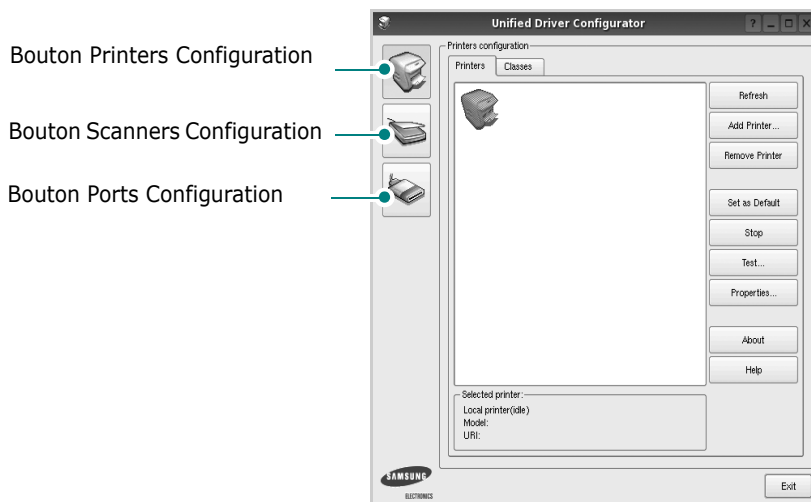 Unified Driver Configurator
?
Bouton Printers Configuration
Bouton Scanners Configuration
Bouton Ports Configuration
Printers configuration
Printers
Classes
Refresh
Add Printer...
Remove Printer
Set as Default
Stop
Test...
Properties...
About
Help
Selected printer:
Local printer(idle)
Model:
URI:
SAMSUNG
ELECTRONICS
Exit